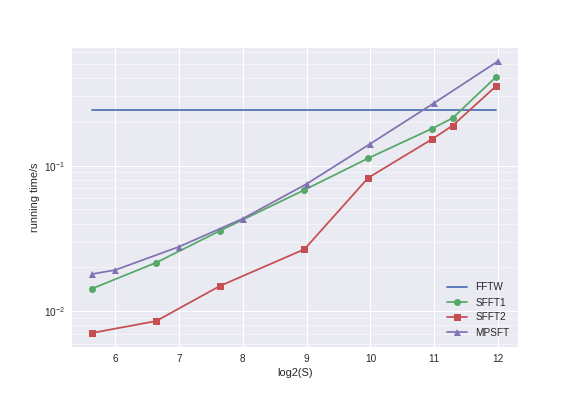 10⁻¹
10⁻²
running time/s
6 7 8 9 10 11 12
log2(S)
FFTW
SFFT1
SFFT2
MPSFT